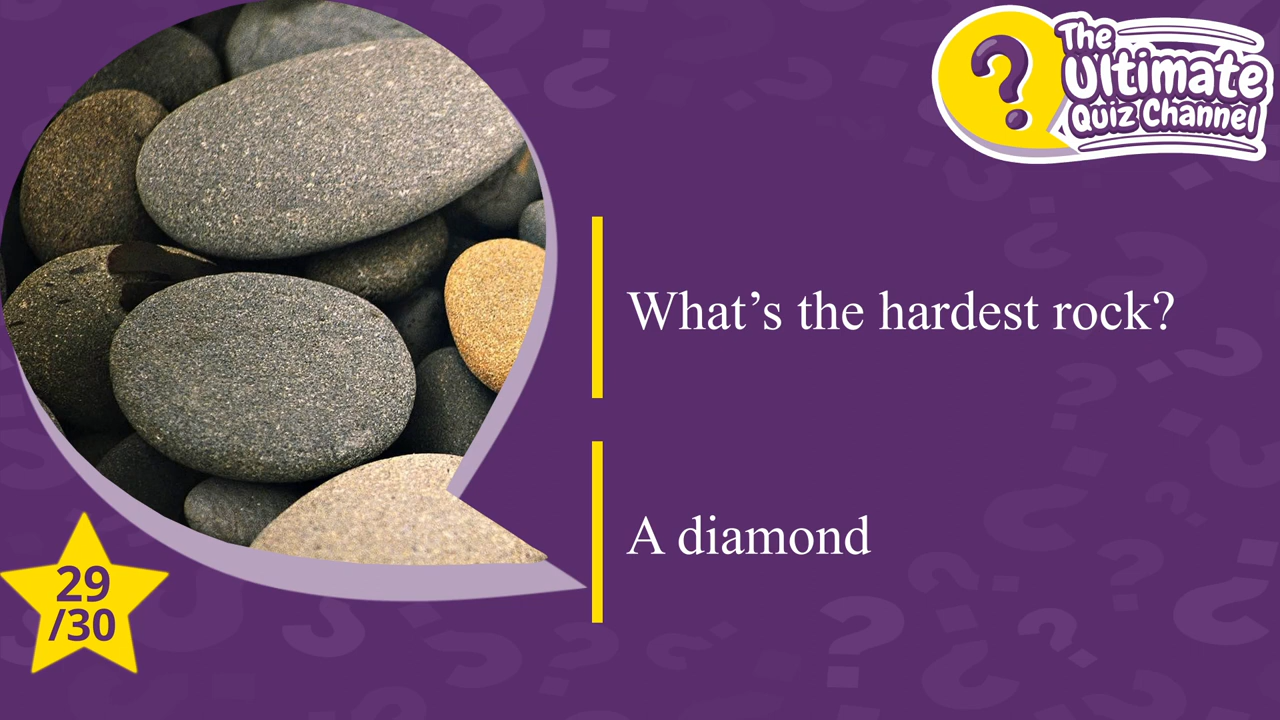 The
Ultimate
Quiz Channel
What’s the hardest rock?
A diamond
29
/30